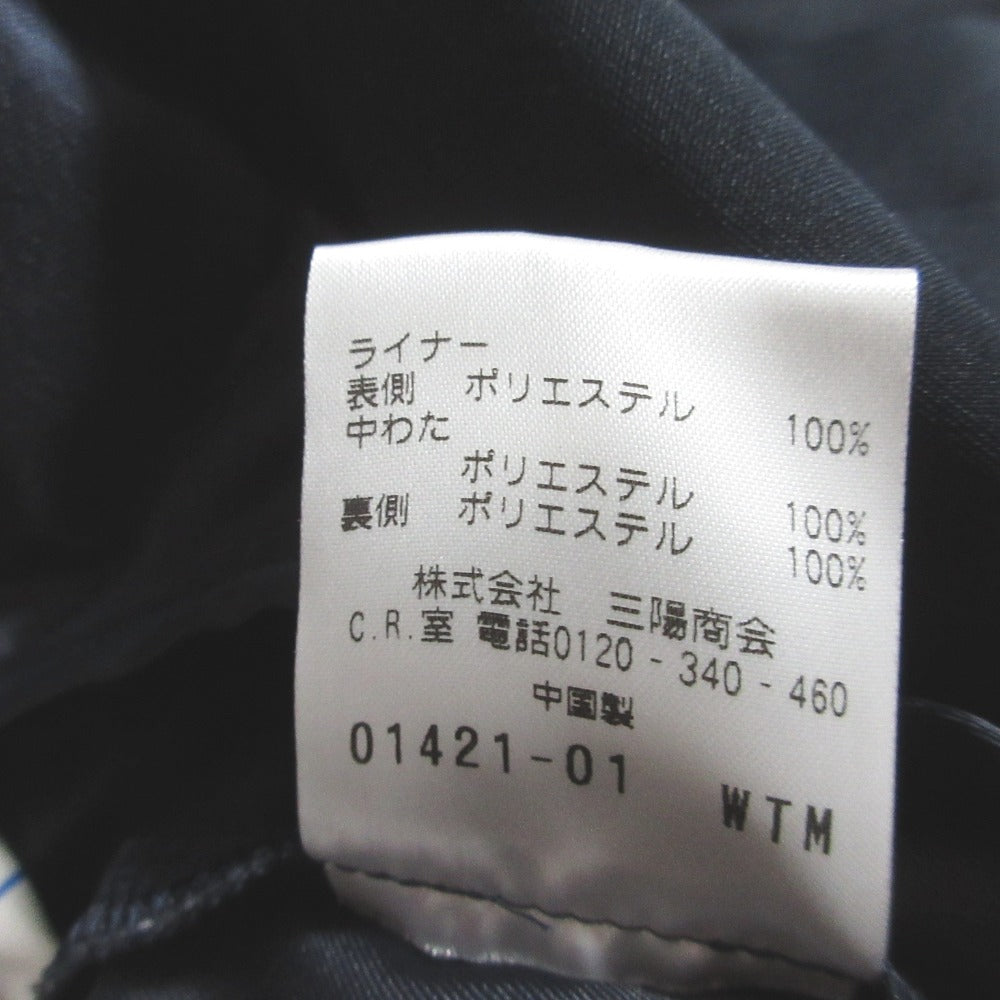 ライナー
表側 ポリエステル 100%
中わた
ポリエステル 100%
裏側 ポリエステル 100%
株式会社 三陽商会
C.R.室 電話0120-340-460
中国製
01421-01 WTM